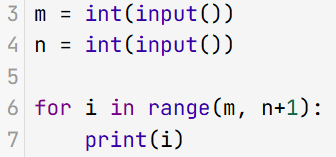 3 m = int(input())
4 n = int(input())
5
6 for i in range(m, n+1):
7     print(i)